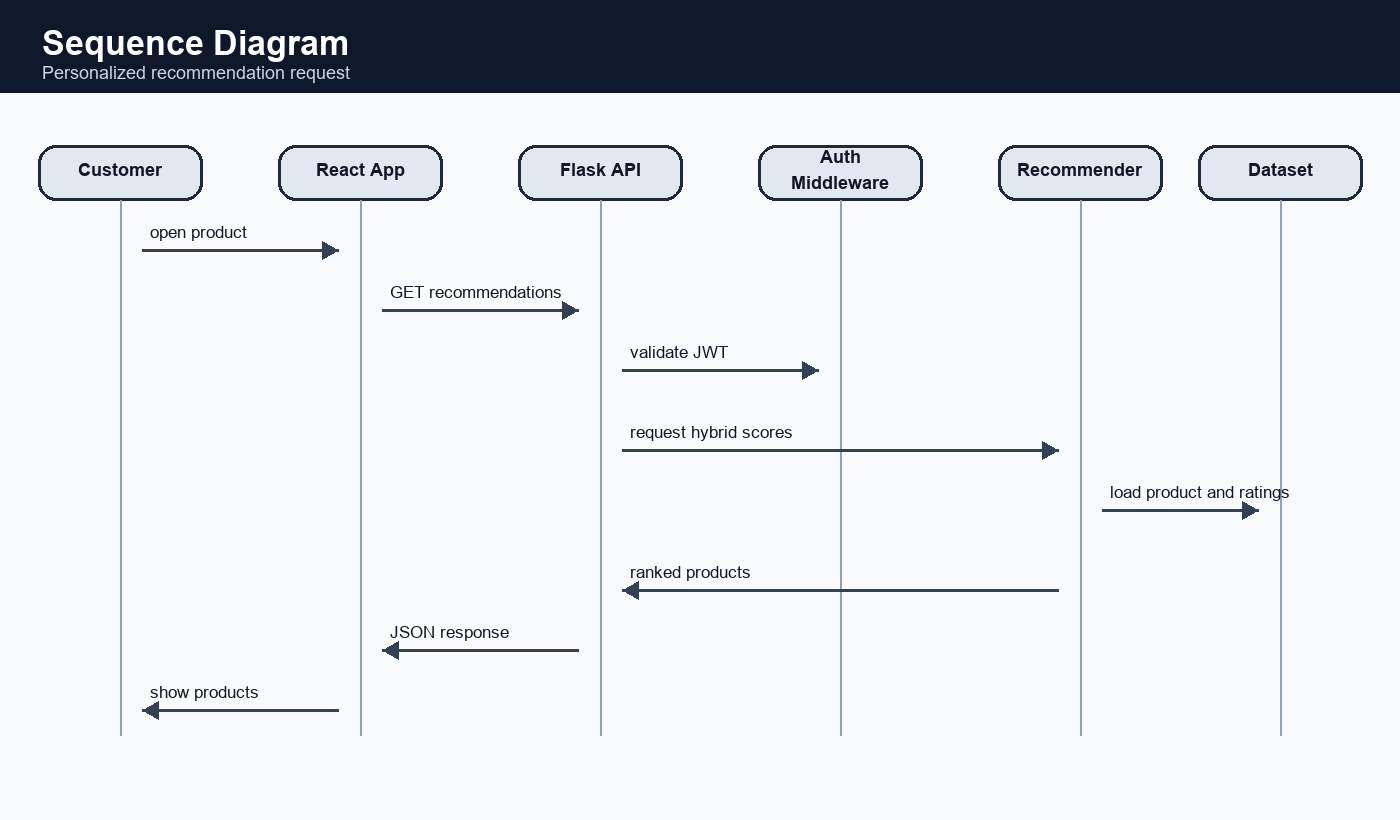 Sequence Diagram
Personalized recommendation request
Customer
React App
Flask API
Auth
Middleware
Recommender
Dataset
open product
GET recommendations
validate JWT
request hybrid scores
load product and ratings
ranked products
JSON response
show products